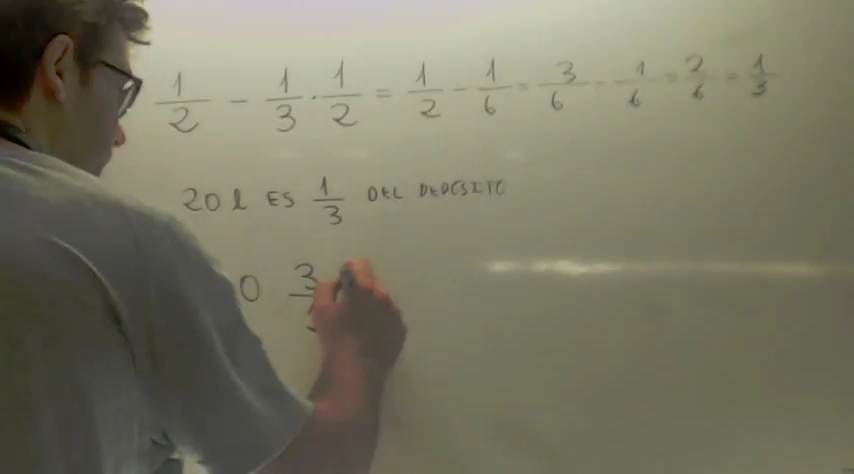 1/2 - 1/3 · 1/2 = 1/2 - 1/6 = 3/6 - 1/6 = 2/6 = 1/3
20 l ES 1/3 DEL DEPÓSITO
0 3